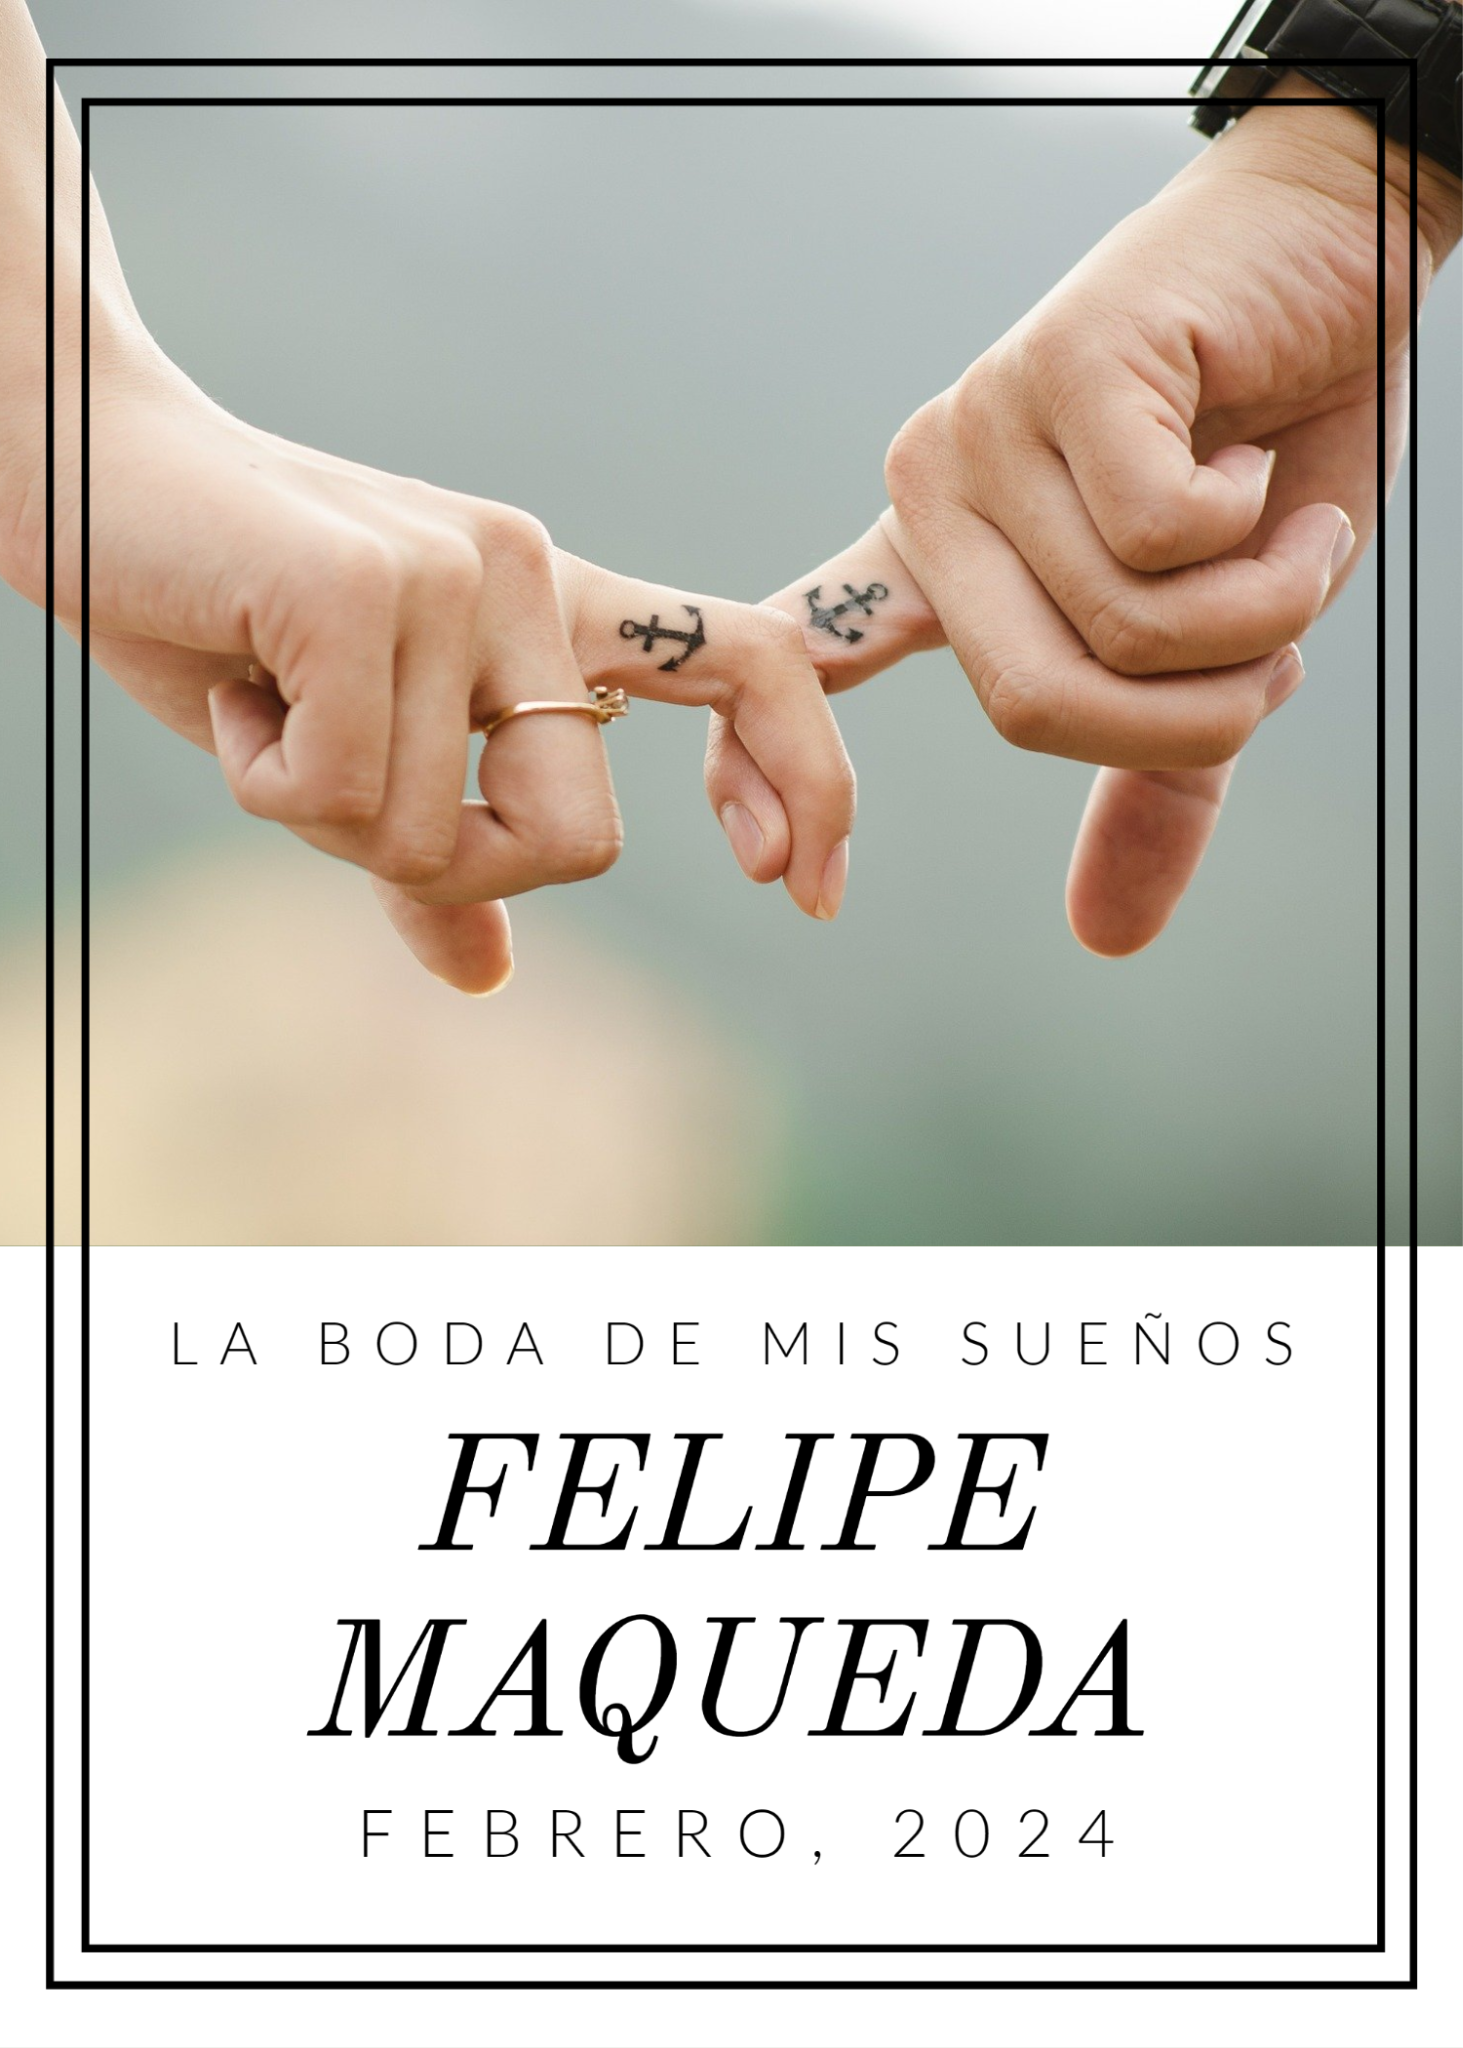 LA BODA DE MIS SUEÑOS
FELIPE
MAQUEDA
FEBRERO, 2024